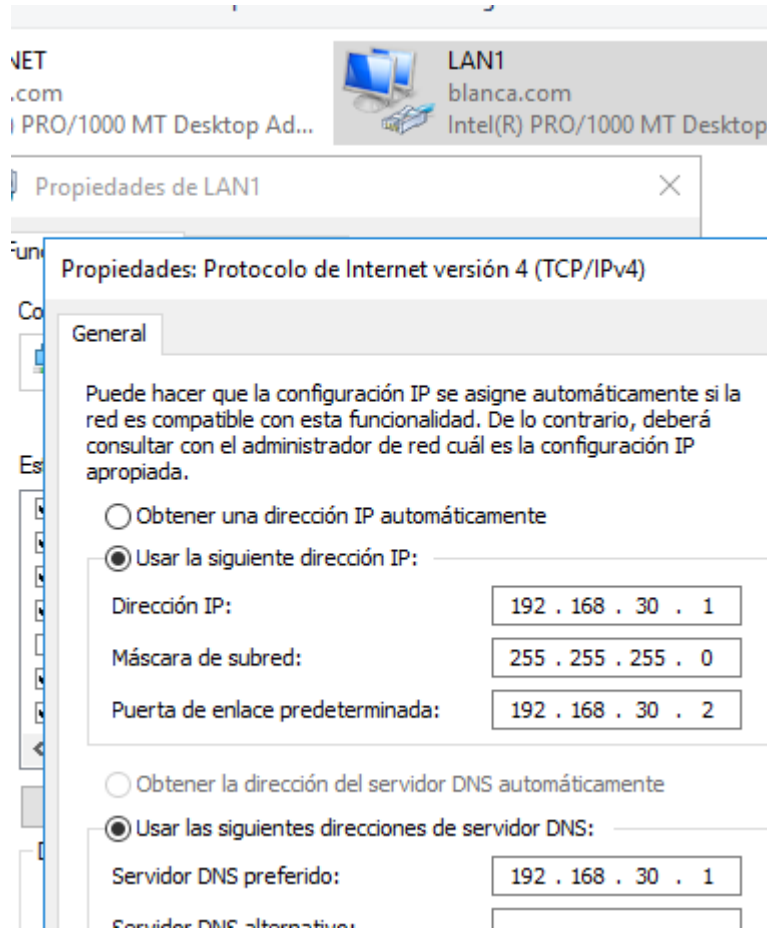 NET
LAN1
.com
blanca.com
PRO/1000 MT Desktop Ad...
Intel(R) PRO/1000 MT Desktop
Propiedades de LAN1
Propiedades: Protocolo de Internet versión 4 (TCP/IPv4)
General
Puede hacer que la configuración IP se asigne automáticamente si la
red es compatible con esta funcionalidad. De lo contrario, deberá
consultar con el administrador de red cuál es la configuración IP
apropiada.
Obtener una dirección IP automáticamente
Usar la siguiente dirección IP:
Dirección IP: 192 . 168 . 30 . 1
Máscara de subred: 255 . 255 . 255 . 0
Puerta de enlace predeterminada: 192 . 168 . 30 . 2
Obtener la dirección del servidor DNS automáticamente
Usar las siguientes direcciones de servidor DNS:
Servidor DNS preferido: 192 . 168 . 30 . 1
Servidor DNS alternativo: